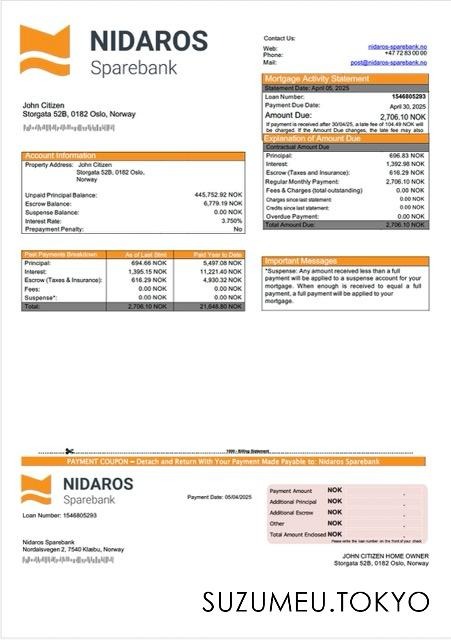 NIDAROS
Sparebank
Contact Us:
Web: nidaros-sparebank.no
Phone: +47 72 83 00 00
Mail: post@nidaros-sparebank.no
John Citizen
Storgata 52B, 0182 Oslo, Norway
Mortgage Activity Statement
Statement Date: April 05, 2025
Loan Number: 1546805293
Payment Due Date: April 30, 2025
Amount Due: 2,706.10 NOK
If payment is received after 30/04/25, a late fee of 104.49 NOK will
be charged. If the Amount Due changes, the late fee may also
Explanation of Amount Due
Contractual Amount Due
Principal: 696.83 NOK
Interest: 1,392.98 NOK
Escrow (Taxes and Insurance): 616.29 NOK
Regular Monthly Payment: 2,706.10 NOK
Fees & Charges (total outstanding) 0.00 NOK
Charges since last statement: 0.00 NOK
Credits since last statement: 0.00 NOK
Overdue Payment: 0.00 NOK
Total Amount Due: 2,706.10 NOK
Account Information
Property Address: John Citizen
Storgata 52B, 0182 Oslo,
Norway
Unpaid Principal Balance: 445,752.92 NOK
Escrow Balance: 6,779.19 NOK
Suspense Balance: 0.00 NOK
Interest Rate: 3.750%
Prepayment Penalty: No
Past Payments Breakdown As of Last Stmt Paid Year to Date
Principal: 694.66 NOK 5,497.08 NOK
Interest: 1,395.15 NOK 11,221.40 NOK
Escrow (Taxes & Insurance): 616.29 NOK 4,930.32 NOK
Fees: 0.00 NOK 0.00 NOK
Suspense*: 0.00 NOK 0.00 NOK
Total: 2,706.10 NOK 21,648.80 NOK
Important Messages
*Suspense: Any amount received less than a full
payment will be applied to a suspense account for your
mortgage. When enough is received to equal a full
payment, a full payment will be applied to your
mortgage.
1000 - Billing Statement
PAYMENT COUPON – Detach and Return With Your Payment Made Payable to: Nidaros Sparebank
NIDAROS
Sparebank
Payment Date: 05/04/2025
Loan Number: 1546805293
Payment Amount NOK .
Additional Principal NOK .
Additional Escrow NOK .
Other NOK .
Total Amount Enclosed NOK .
Please write the loan number on the front of your check
Nidaros Sparebank
Nordalsvegen 2, 7540 Klæbu, Norway
JOHN CITIZEN HOME OWNER
Storgata 52B, 0182 Oslo, Norway
SUZUMEU.TOKYO